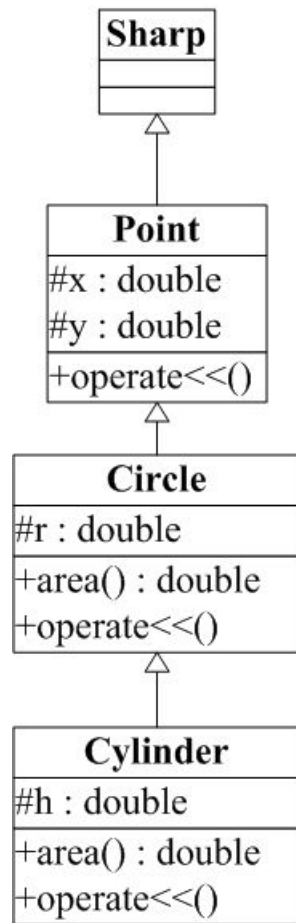 Sharp
Point
#x : double
#y : double
+operate<<()
Circle
#r : double
+area() : double
+operate<<()
Cylinder
#h : double
+area() : double
+operate<<()